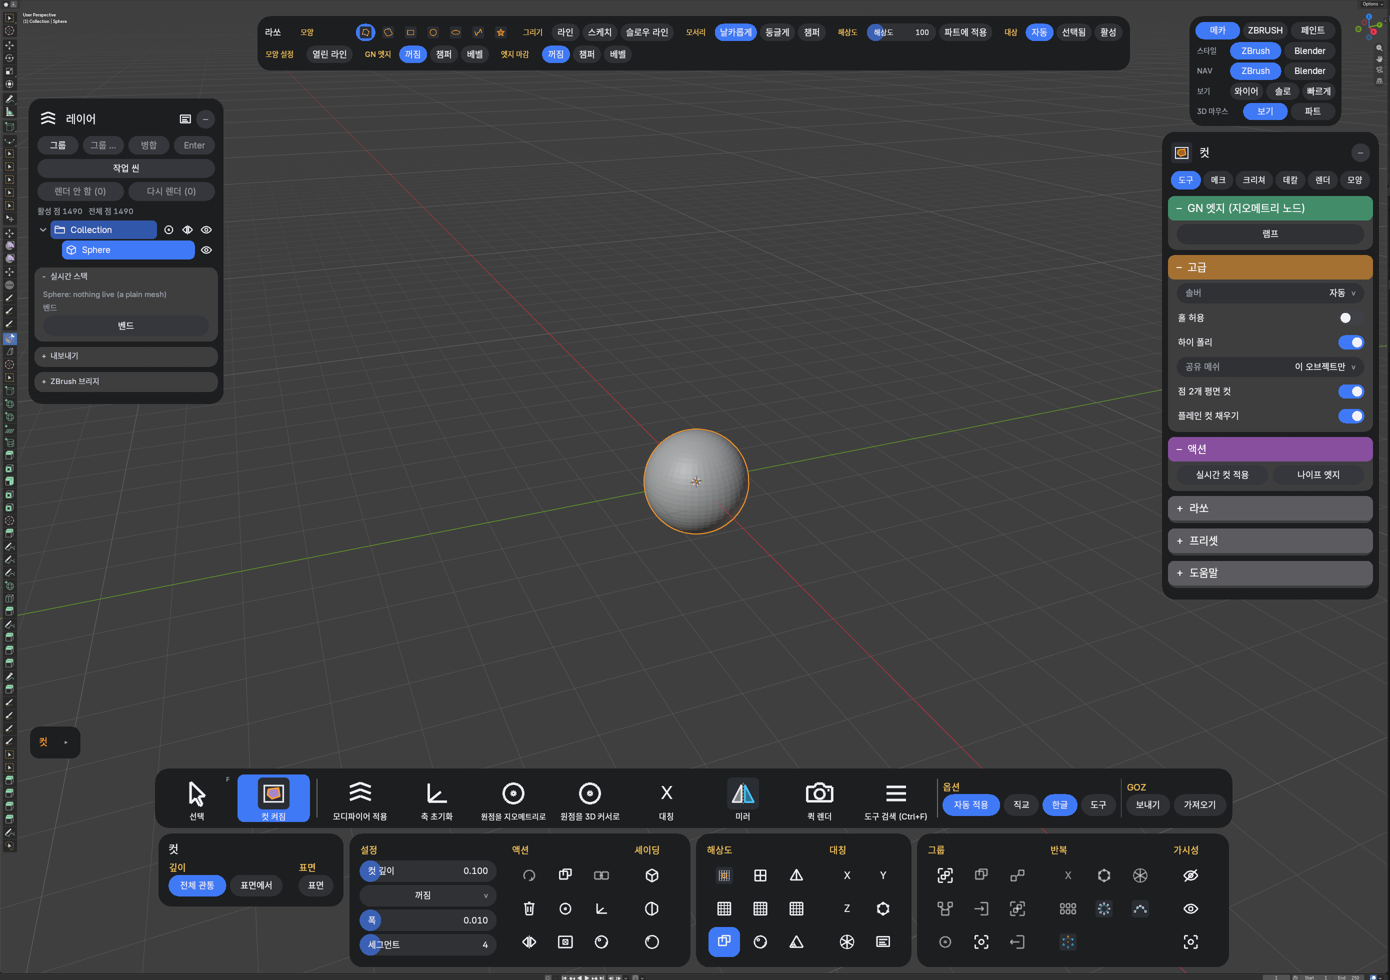 User Perspective
(1) Collection | Sphere
Options
라쏘 모양 그리기 라인 스케치 슬로우 라인 모서리 날카롭게 둥글게 챔퍼 해상도 해상도 100 파트에 적용 대상 자동 선택됨 활성
모양 설정 열린 라인 GN 엣지 꺼짐 챔퍼 베벨 엣지 마감 꺼짐 챔퍼 베벨
메카 ZBRUSH 페인트
스타일 ZBrush Blender
NAV ZBrush Blender
보기 와이어 솔로 빠르게
3D 마우스 보기 파트
레이어
그룹 그룹 ... 병합 Enter
작업 씬
렌더 안 함 (0) 다시 렌더 (0)
활성 점 1490 전체 점 1490
Collection
Sphere
- 실시간 스택
Sphere: nothing live (a plain mesh)
벤드
벤드
+ 내보내기
+ ZBrush 브리지
컷
도구 메크 크리쳐 데칼 렌더 모양
- GN 엣지 (지오메트리 노드)
램프
- 고급
솔버 자동
홀 허용
하이 폴리
공유 메쉬 이 오브젝트만
점 2개 평면 컷
플레인 컷 채우기
- 액션
실시간 컷 적용 나이프 엣지
+ 라쏘
+ 프리셋
+ 도움말
컷
F
선택 컷 켜짐 모디파이어 적용 축 초기화 원점을 지오메트리로 원점을 3D 커서로 X 대칭 미러 퀵 렌더 도구 검색 (Ctrl+F)
옵션 GOZ
자동 적용 직교 한글 도구 보내기 가져오기
컷
깊이 표면
전체 관통 표면에서 표면
설정 액션 셰이딩
컷 깊이 0.100
꺼짐
폭 0.010
세그먼트 4
해상도 대칭
X Y
Z
그룹 반복 가시성
X